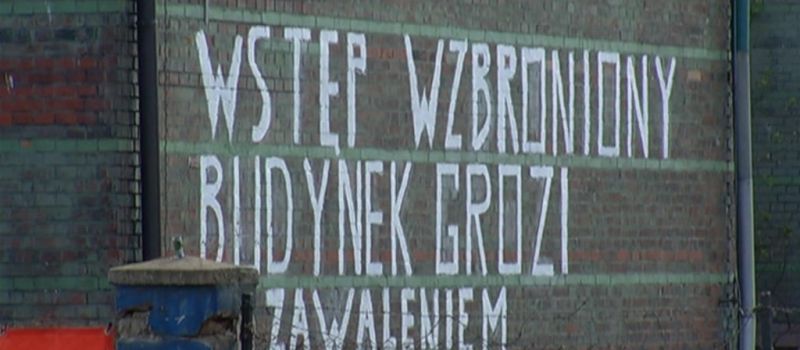 WSTĘP WZBRONIONY
BUDYNEK GROZI
ZAWALENIEM